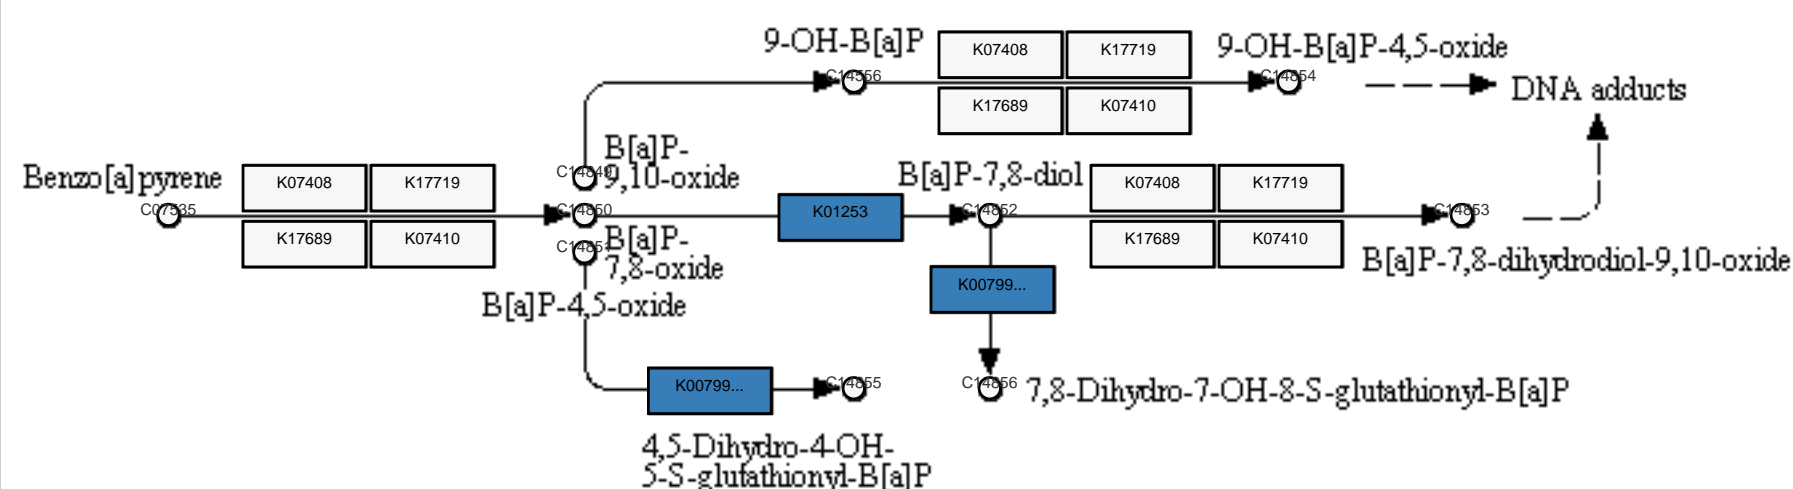 9-OH-B[a]P
K07408
K17719
9-OH-B[a]P-4,5-oxide
C14556
C14854
DNA adducts
K17689
K07410
B[a]P-
9,10-oxide
C14849
Benzo[a]pyrene
K07408
K17719
B[a]P-7,8-diol
K07408
K17719
C07535
C14850
K01253
C14852
C14853
K17689
K07410
C14851
B[a]P-
7,8-oxide
K17689
K07410
B[a]P-7,8-dihydrodiol-9,10-oxide
B[a]P-4,5-oxide
K00799...
K00799...
C14855
C14856
7,8-Dihydro-7-OH-8-S-glutathionyl-B[a]P
4,5-Dihydro-4-OH-
5-S-glutathionyl-B[a]P